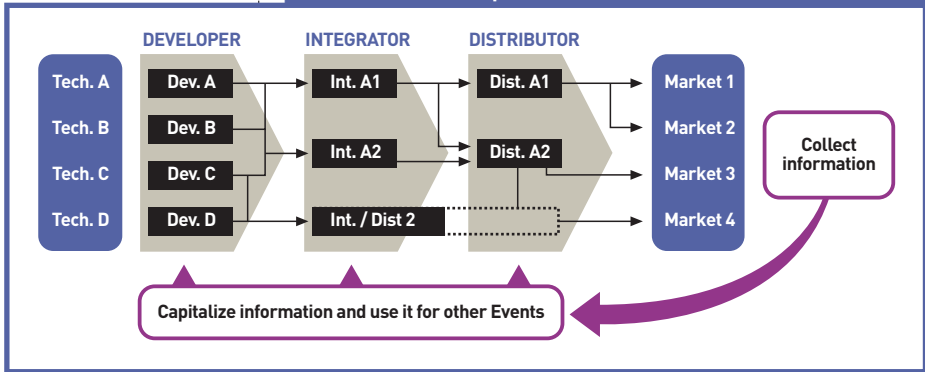 DEVELOPER INTEGRATOR DISTRIBUTOR
Tech. A Dev. A Int. A1 Dist. A1 Market 1
Tech. B Dev. B Market 2
Int. A2 Dist. A2
Tech. C Dev. C Market 3
Tech. D Dev. D Int. / Dist 2 Market 4
Collect
information
Capitalize information and use it for other Events